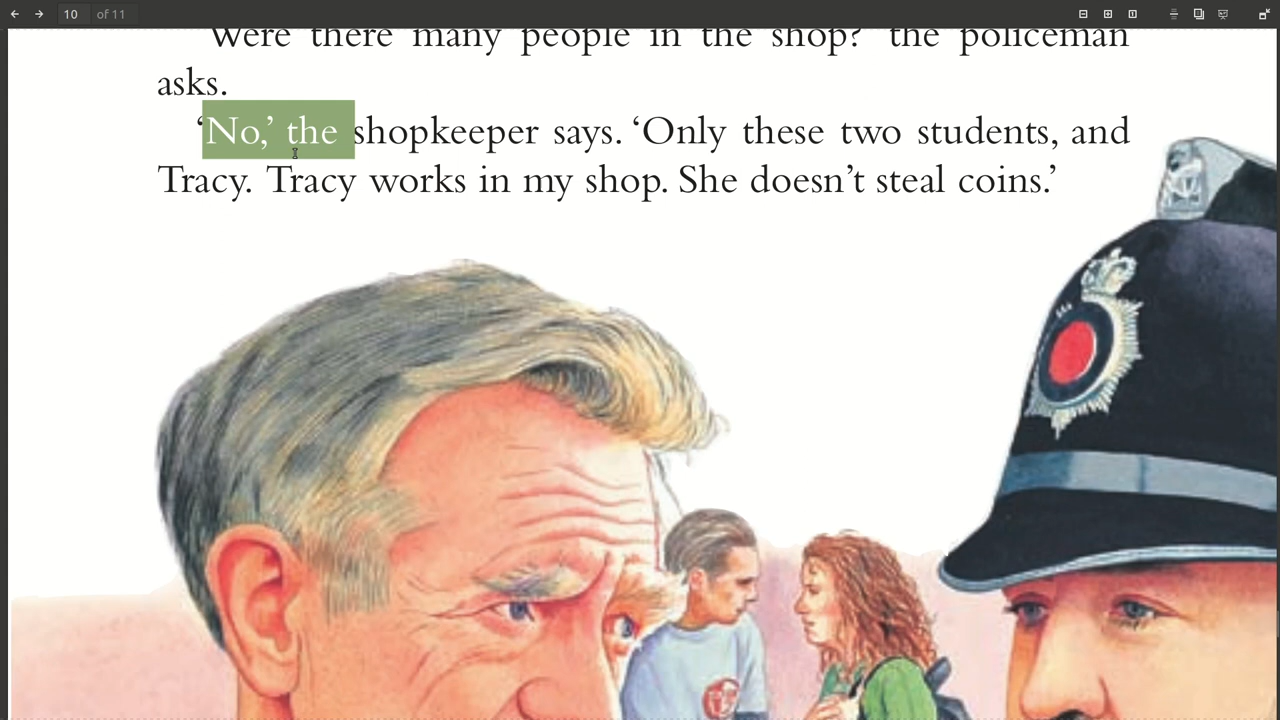 10 of 11
‘Were there many people in the shop?’ the policeman
asks.
‘No,’ the shopkeeper says. ‘Only these two students, and
Tracy. Tracy works in my shop. She doesn’t steal coins.’